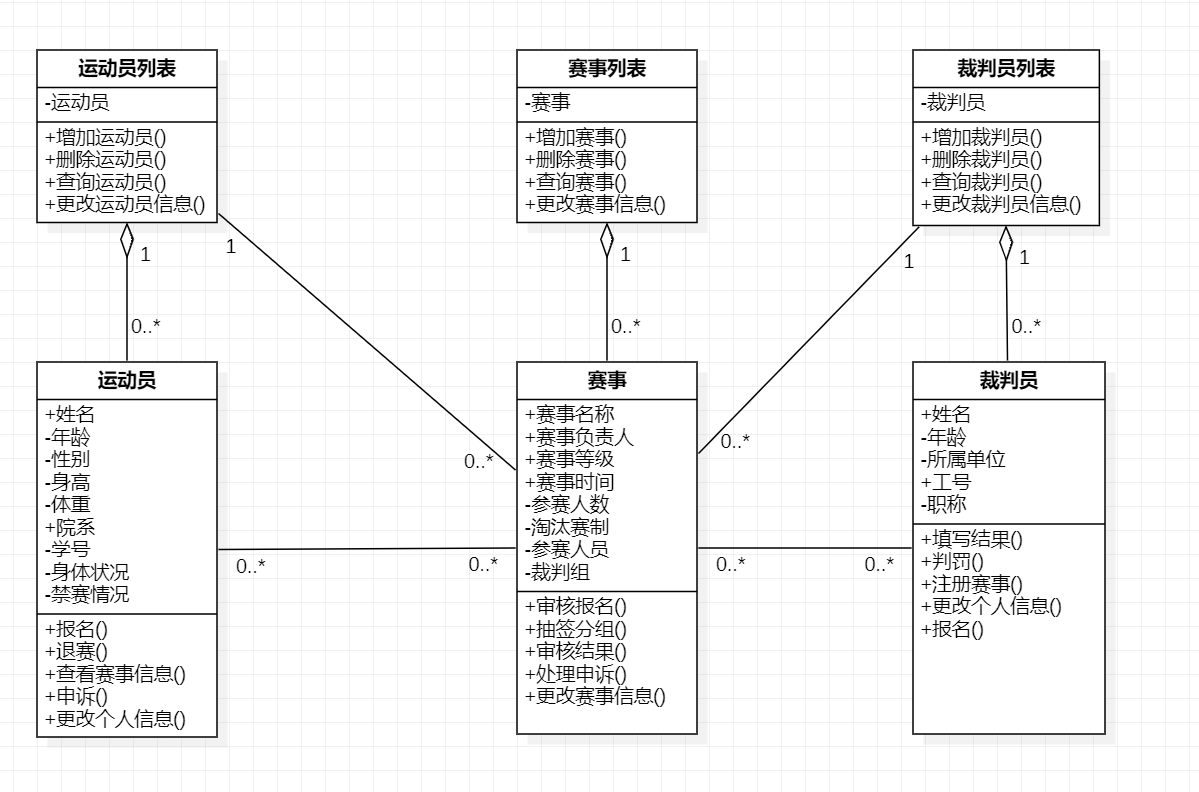 运动员列表
-运动员
+增加运动员()
+删除运动员()
+查询运动员()
+更改运动员信息()
赛事列表
-赛事
+增加赛事()
+删除赛事()
+查询赛事()
+更改赛事信息()
裁判员列表
-裁判员
+增加裁判员()
+删除裁判员()
+查询裁判员()
+更改裁判员信息()
1
1
1
1
1
0..*
0..*
0..*
运动员
+姓名
-年龄
-性别
-身高
-体重
+院系
-学号
-身体状况
-禁赛情况
+报名()
+退赛()
+查看赛事信息()
+申诉()
+更改个人信息()
0..*
0..*
0..*
0..*
赛事
+赛事名称
+赛事负责人
+赛事等级
+赛事时间
-参赛人数
-淘汰赛制
-参赛人员
-裁判组
+审核报名()
+抽签分组()
+审核结果()
+处理申诉()
+更改赛事信息()
0..*
0..*
裁判员
+姓名
-年龄
-所属单位
+工号
-职称
+填写结果()
+判罚()
+注册赛事()
+更改个人信息()
+报名()